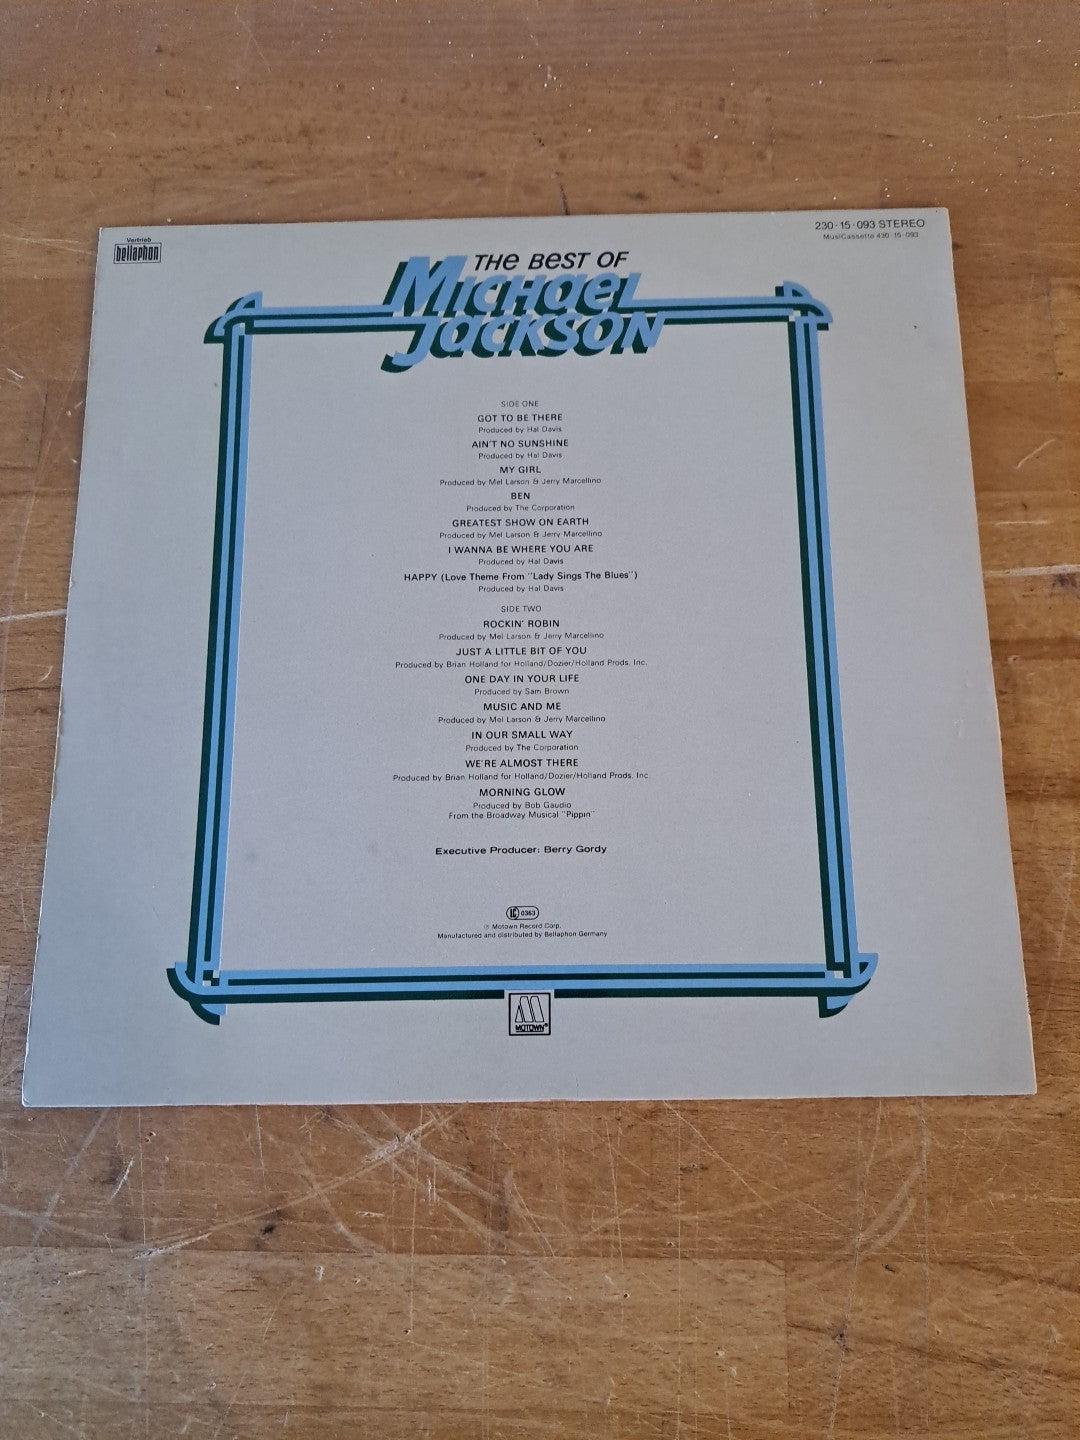 Vertrieb
bellaphon
230·15·093 STEREO
MusiCassette 430·15·093
THE BEST OF
MICHAEL
JACKSON
SIDE ONE
GOT TO BE THERE
Produced by Hal Davis
AIN'T NO SUNSHINE
Produced by Hal Davis
MY GIRL
Produced by Mel Larson & Jerry Marcellino
BEN
Produced by The Corporation
GREATEST SHOW ON EARTH
Produced by Mel Larson & Jerry Marcellino
I WANNA BE WHERE YOU ARE
Produced by Hal Davis
HAPPY (Love Theme From "Lady Sings The Blues")
Produced by Hal Davis
SIDE TWO
ROCKIN' ROBIN
Produced by Mel Larson & Jerry Marcellino
JUST A LITTLE BIT OF YOU
Produced by Brian Holland for Holland/Dozier/Holland Prods. Inc.
ONE DAY IN YOUR LIFE
Produced by Sam Brown
MUSIC AND ME
Produced by Mel Larson & Jerry Marcellino
IN OUR SMALL WAY
Produced by The Corporation
WE'RE ALMOST THERE
Produced by Brian Holland for Holland/Dozier/Holland Prods. Inc.
MORNING GLOW
Produced by Bob Gaudio
From the Broadway Musical "Pippin"
Executive Producer: Berry Gordy
LC 0363
℗ Motown Record Corp.
Manufactured and distributed by Bellaphon Germany
MOTOWN®